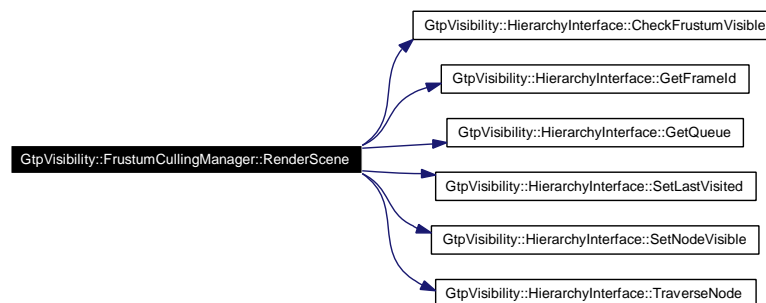 GtpVisibility::HierarchyInterface::CheckFrustumVisible
GtpVisibility::HierarchyInterface::GetFrameId
GtpVisibility::HierarchyInterface::GetQueue
GtpVisibility::FrustumCullingManager::RenderScene
GtpVisibility::HierarchyInterface::SetLastVisited
GtpVisibility::HierarchyInterface::SetNodeVisible
GtpVisibility::HierarchyInterface::TraverseNode